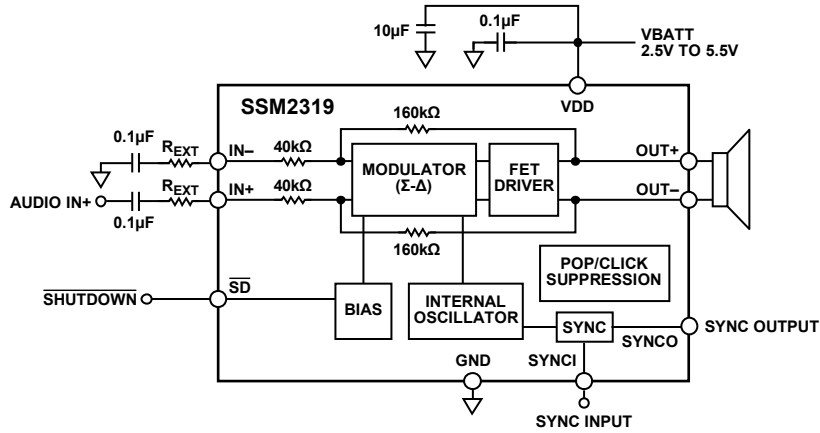 10µF
0.1µF
VBATT
2.5V TO 5.5V
VDD
SSM2319
160kΩ
0.1µF
REXT
IN–
40kΩ
MODULATOR
(Σ-Δ)
FET
DRIVER
OUT+
AUDIO IN+
0.1µF
REXT
IN+
40kΩ
OUT–
160kΩ
POP/CLICK
SUPPRESSION
SHUTDOWN
SD
BIAS
INTERNAL
OSCILLATOR
SYNC
SYNCO
SYNC OUTPUT
GND
SYNCI
SYNC INPUT